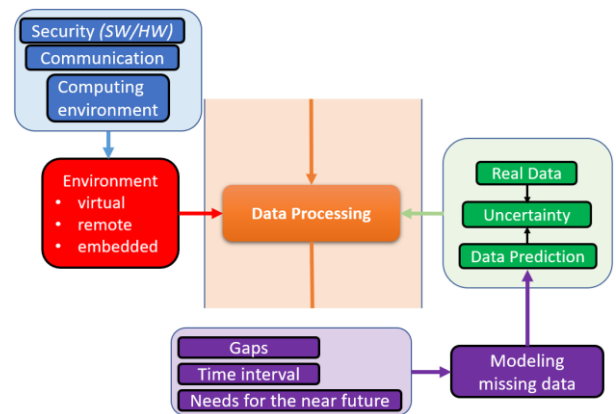 Security (SW/HW)
Communication
Computing
environment
Environment
• virtual
• remote
• embedded
Data Processing
Real Data
Uncertainty
Data Prediction
Gaps
Time interval
Needs for the near future
Modeling
missing data